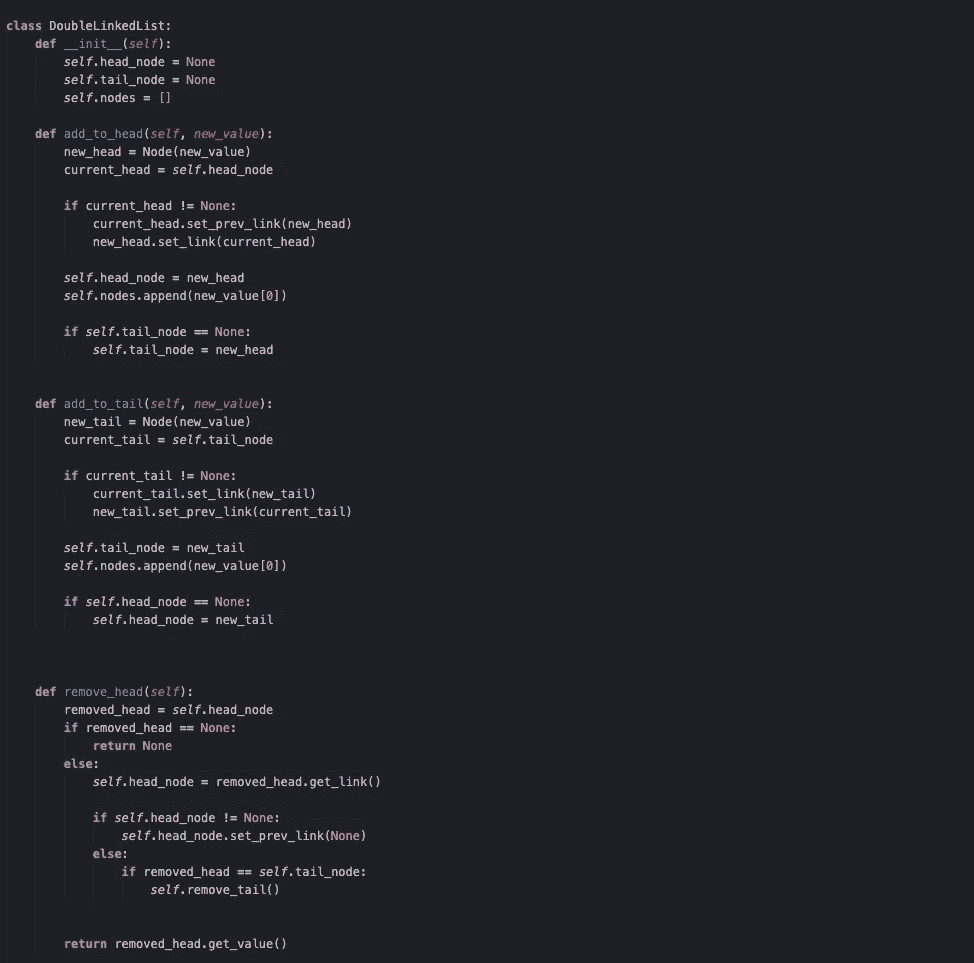 class DoubleLinkedList:
    def __init__(self):
        self.head_node = None
        self.tail_node = None
        self.nodes = []

    def add_to_head(self, new_value):
        new_head = Node(new_value)
        current_head = self.head_node

        if current_head != None:
            current_head.set_prev_link(new_head)
            new_head.set_link(current_head)

        self.head_node = new_head
        self.nodes.append(new_value[0])

        if self.tail_node == None:
            self.tail_node = new_head

    def add_to_tail(self, new_value):
        new_tail = Node(new_value)
        current_tail = self.tail_node

        if current_tail != None:
            current_tail.set_link(new_tail)
            new_tail.set_prev_link(current_tail)

        self.tail_node = new_tail
        self.nodes.append(new_value[0])

        if self.head_node == None:
            self.head_node = new_tail

    def remove_head(self):
        removed_head = self.head_node
        if removed_head == None:
            return None
        else:
            self.head_node = removed_head.get_link()

            if self.head_node != None:
                self.head_node.set_prev_link(None)
            else:
                if removed_head == self.tail_node:
                    self.remove_tail()

        return removed_head.get_value()